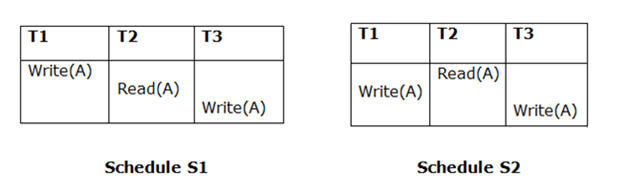 T1 T2 T3
Write(A)
Read(A)
Write(A)
Schedule S1
T1 T2 T3
Read(A)
Write(A)
Write(A)
Schedule S2